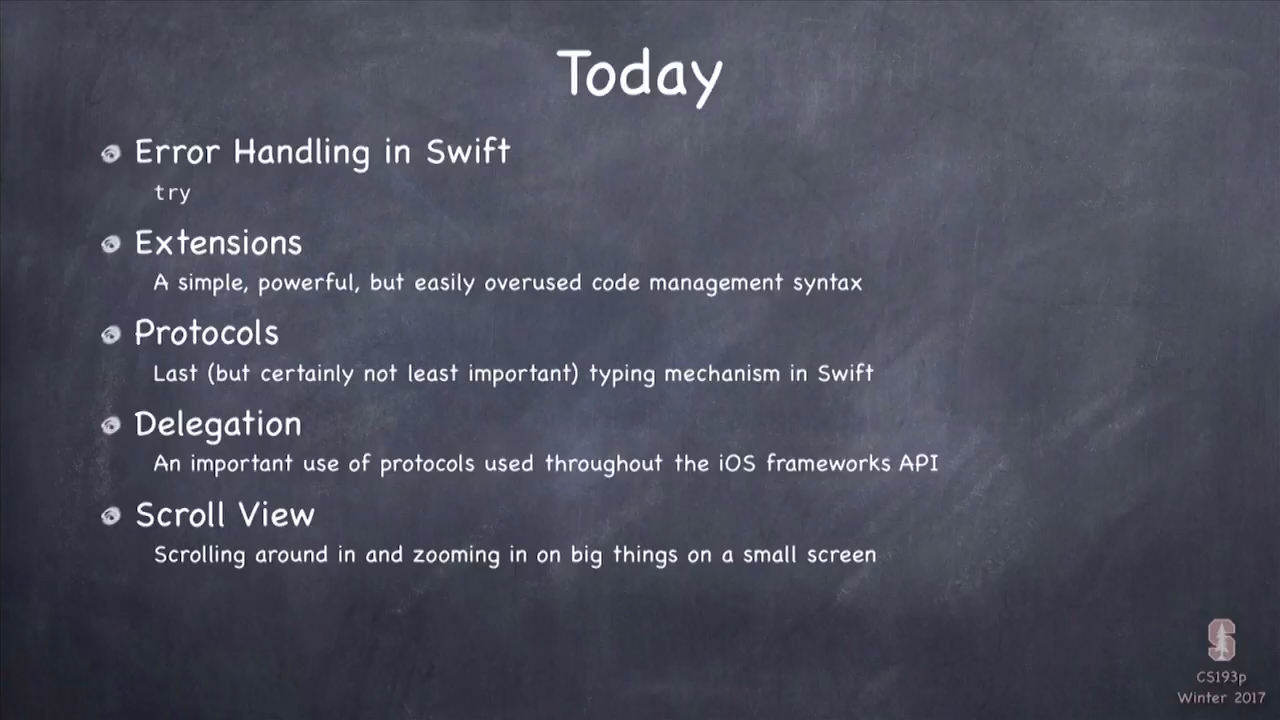 Today
Error Handling in Swift
try
Extensions
A simple, powerful, but easily overused code management syntax
Protocols
Last (but certainly not least important) typing mechanism in Swift
Delegation
An important use of protocols used throughout the iOS frameworks API
Scroll View
Scrolling around in and zooming in on big things on a small screen
S
CS193p
Winter 2017